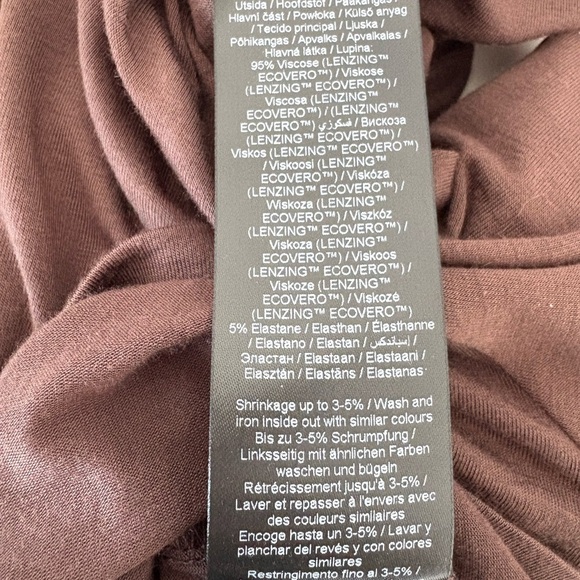 Utsida / Hoofdstof / Pääkangas /
Hlavní část / Powłoka / Külső anyag
/ Tecido principal / Ljuska /
Põhikangas / Apvalks / Apvalkalas /
Hlavná látka / Lupina:
95% Viscose (LENZING™
ECOVERO™) / Viskose
(LENZING™ ECOVERO™) /
Viscosa (LENZING™
ECOVERO™) / (LENZING™
ECOVERO™) فسكوزي / Вискоза
(LENZING™ ECOVERO™) /
Viskos (LENZING™ ECOVERO™)
/ Viskoosi (LENZING™
ECOVERO™) / Viskóza
(LENZING™ ECOVERO™) /
Wiskoza (LENZING™
ECOVERO™) / Viszkóz
(LENZING™ ECOVERO™) /
Viskoza (LENZING™
ECOVERO™) / Viskoos
(LENZING™ ECOVERO™) /
Viskoze (LENZING™
ECOVERO™) / Viskozé
(LENZING™ ECOVERO™)
5% Elastane / Elasthan / Élasthanne
/ Elastano / Elastan / إسباندكس /
Эластан / Elastaan / Elastaani /
Elasztán / Elastāns / Elastanas
Shrinkage up to 3-5% / Wash and
iron inside out with similar colours
Bis zu 3-5% Schrumpfung /
Linksseitig mit ähnlichen Farben
waschen und bügeln
Rétrécissement jusqu'à 3-5% /
Laver et repasser à l'envers avec
des couleurs similaires
Encoge hasta un 3-5% / Lavar y
planchar del revés y con colores
similares
Restringimento fino al 3-5% /